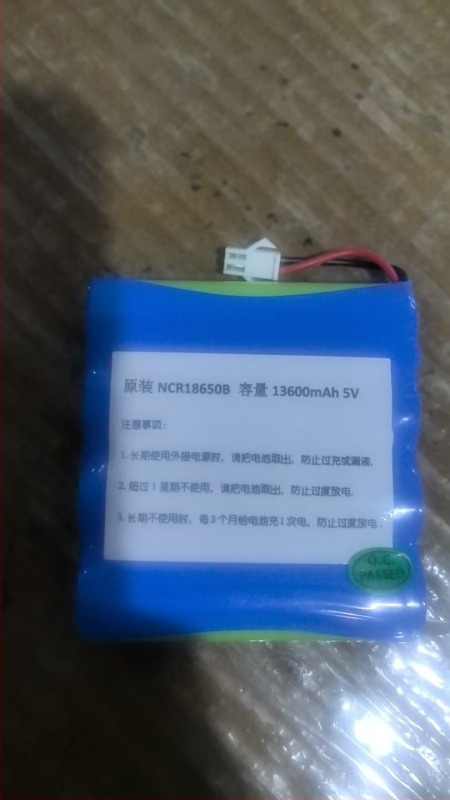 原装 NCR18650B 容量 13600mAh 5V
注意事项：
1. 长期使用外接电源时，请把电池取出，防止过充或漏液.
2. 超过1星期不使用，请把电池取出，防止过度放电.
3. 长期不使用时，每3个月给电池充1次电，防止过度放电.
Q.C.
PASSED